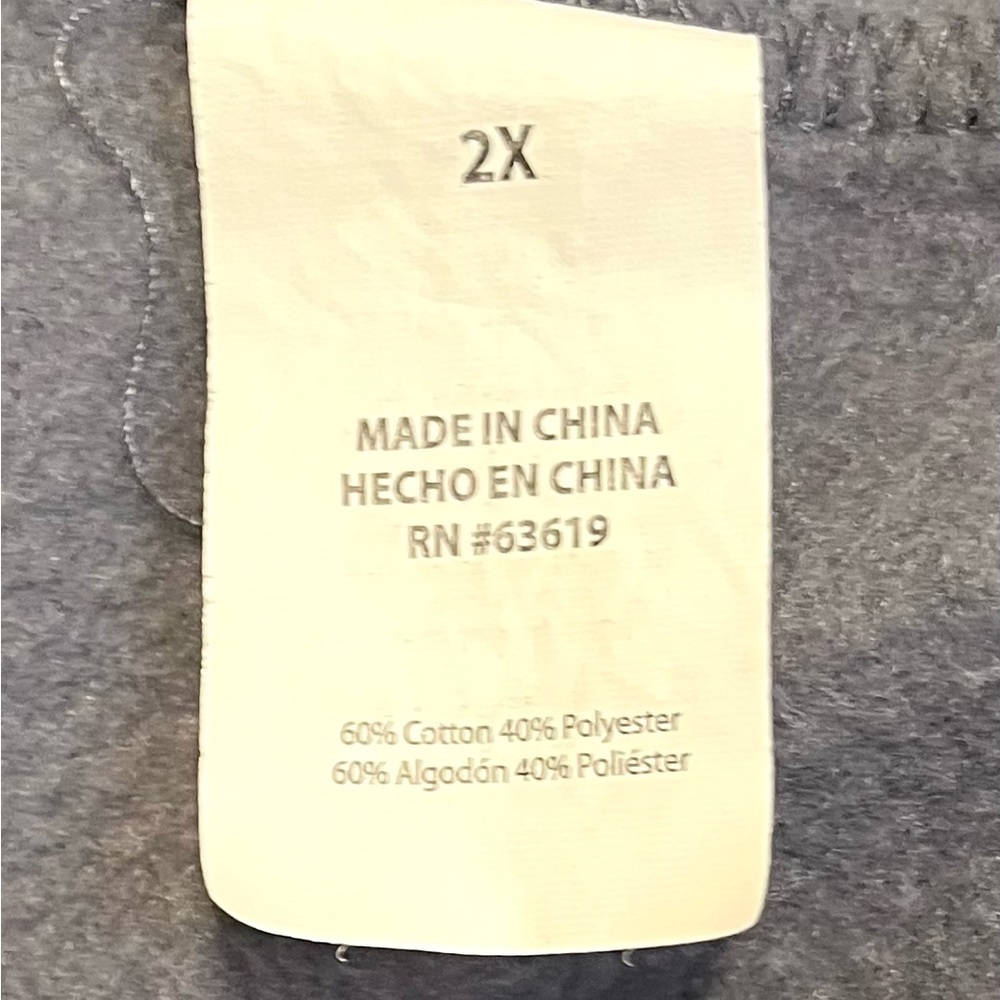 2X
MADE IN CHINA
HECHO EN CHINA
RN #63619
60% Cotton 40% Polyester
60% Algodón 40% Poliéster